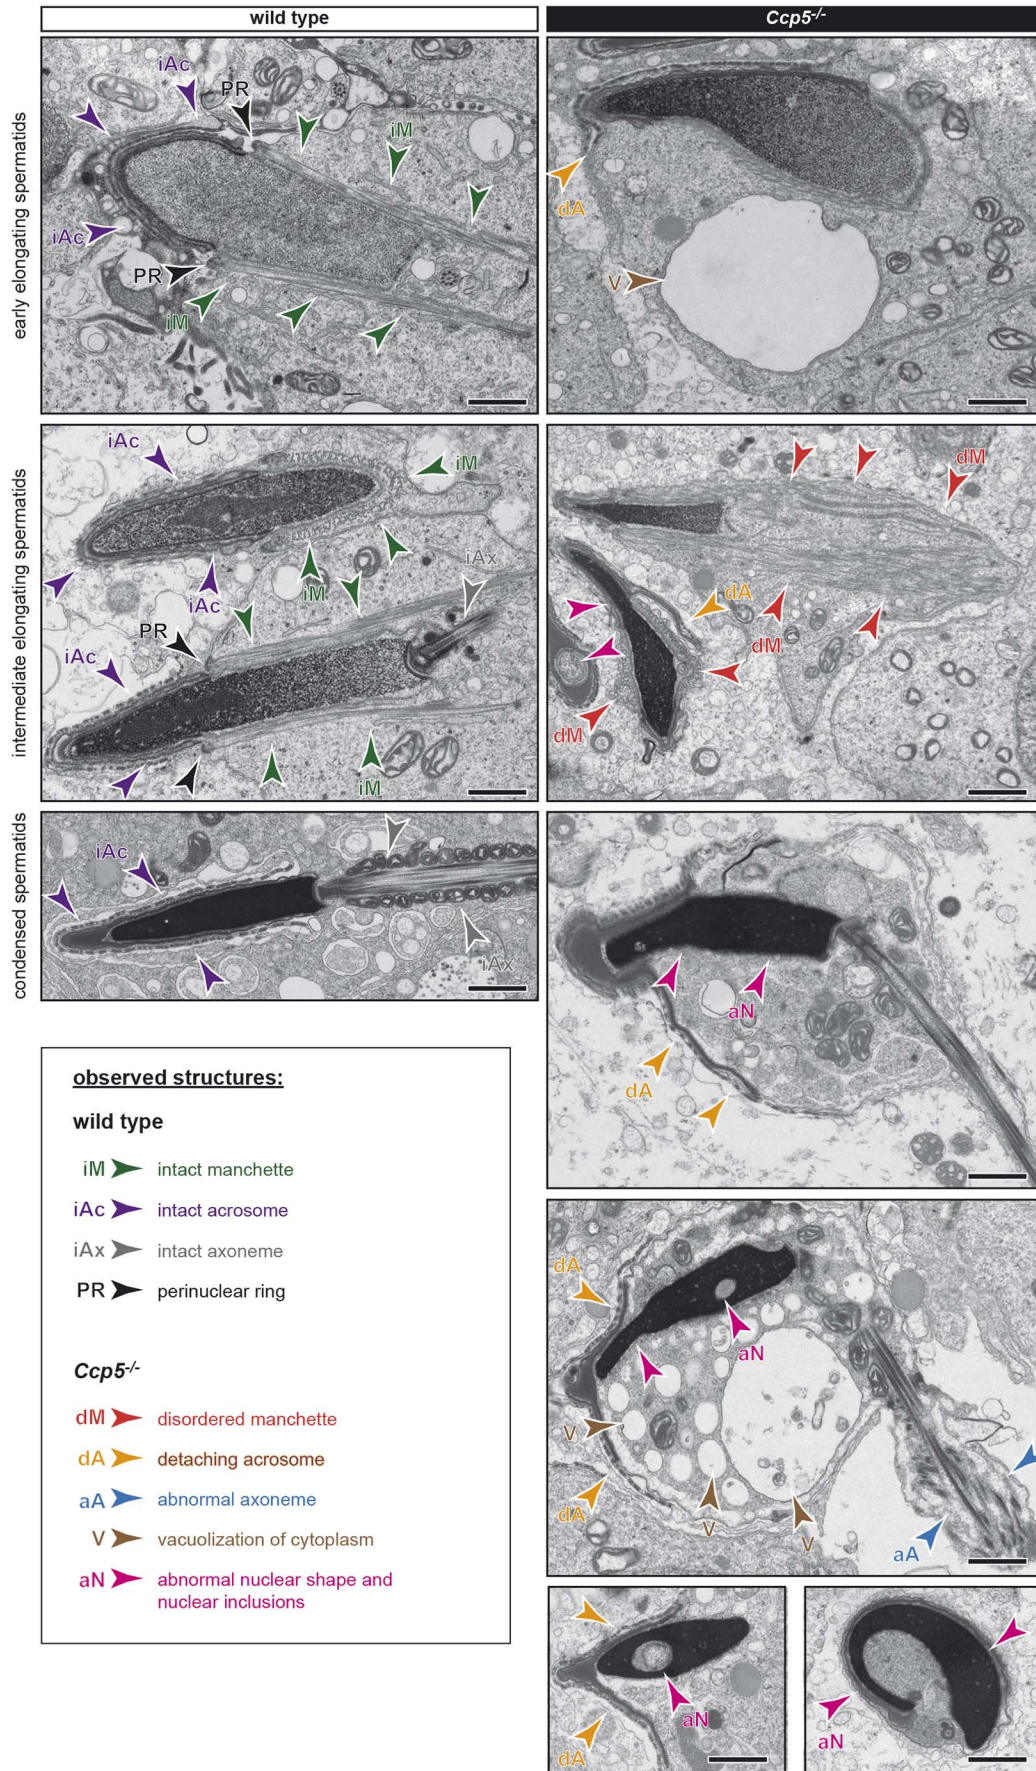 wild type
Ccp5-/-
early elongating spermatids
iAc
PR
iM
iAc
PR
iM
dA
V
intermediate elongating spermatids
iAc
iM
iM
iAx
iAc
PR
iAc
iM
dM
dA
dM
dM
condensed spermatids
iAc
iAx
aN
dA
dA
aN
V
V
V
dA
aA
aN
dA
aN
observed structures:
wild type
iM intact manchette
iAc intact acrosome
iAx intact axoneme
PR perinuclear ring
Ccp5-/-
dM disordered manchette
dA detaching acrosome
aA abnormal axoneme
V vacuolization of cytoplasm
aN abnormal nuclear shape and
nuclear inclusions